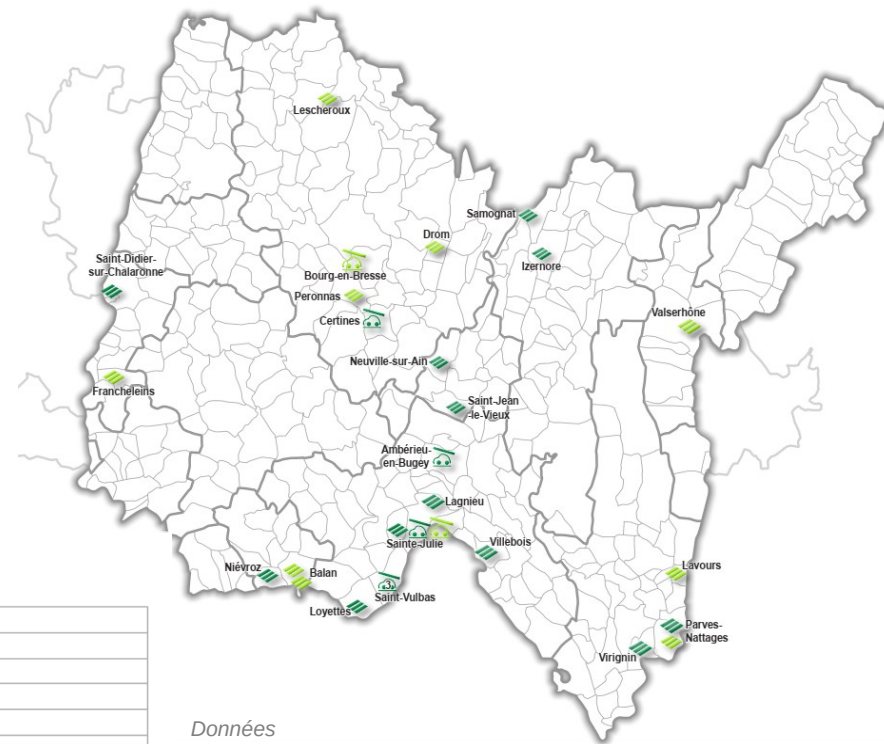 Lescheroux
Samognat
Drom
Izernore
Saint-Didier-
sur-Chalaronne
Bourg-en-Bresse
Peronnas
Valserhône
Certines
Neuville-sur-Ain
Francheleins
Saint-Jean
-le-Vieux
Ambérieu-
en-Bugey
Lagnieu
Sainte-Julie
Villebois
Niévroz
Balan
Lavours
3
Saint-Vulbas
Loyettes
Parves-
Nattages
Virignin
Données